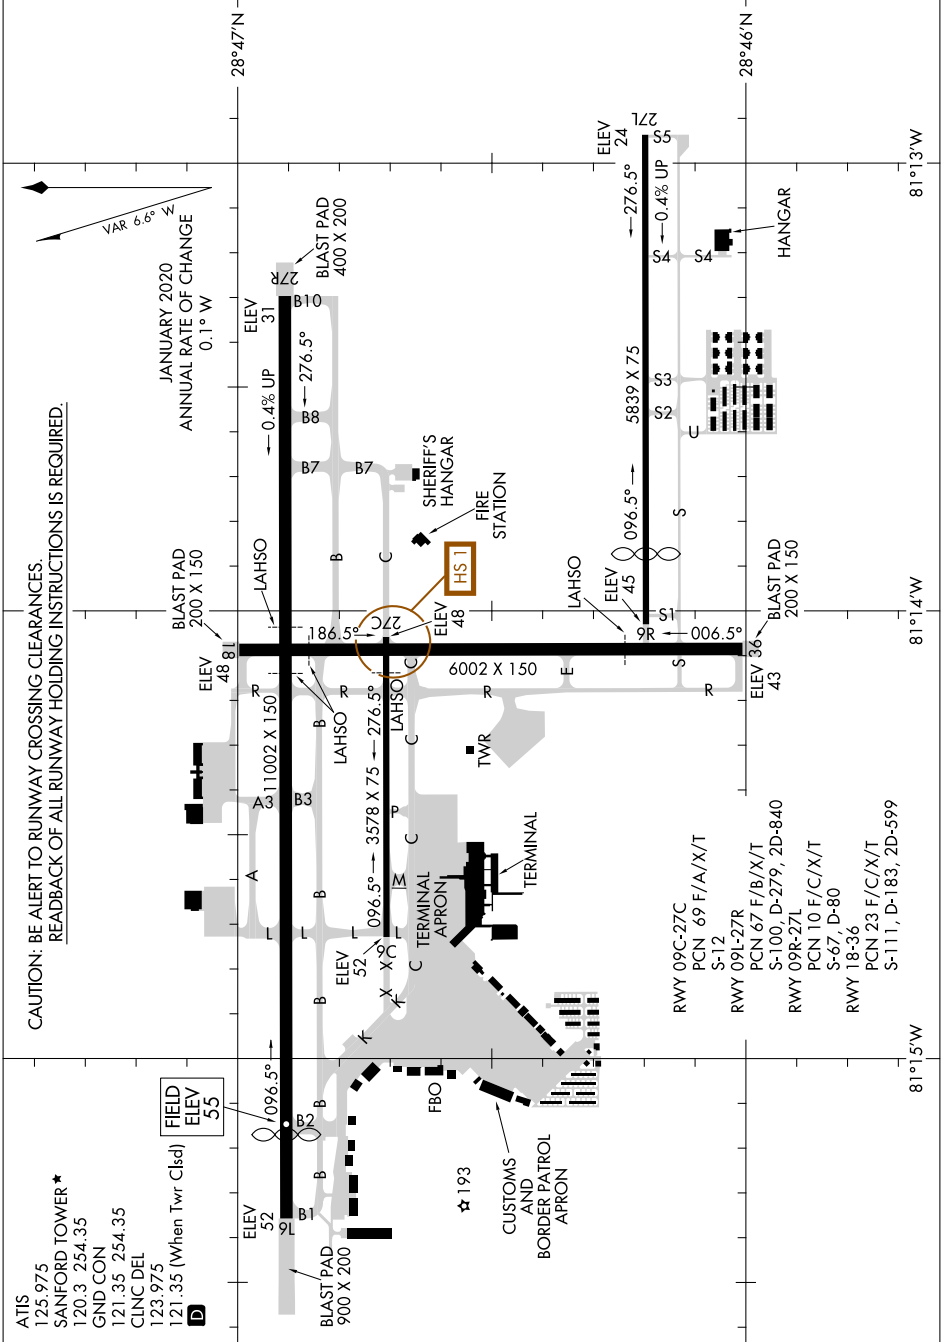 CAUTION: BE ALERT TO RUNWAY CROSSING CLEARANCES.
READBACK OF ALL RUNWAY HOLDING INSTRUCTIONS IS REQUIRED.
ATIS
125.975
SANFORD TOWER★
120.3 254.35
GND CON
121.35 254.35
CLNC DEL
123.975
121.35 (When Twr Clsd)
D
JANUARY 2020
ANNUAL RATE OF CHANGE
0.1° W
VAR 6.6° W
28°47'N
28°46'N
81°15'W
81°14'W
81°13'W
FIELD
ELEV
55
ELEV
52
9L
BLAST PAD
900 X 200
096.5°
11002 X 150
0.4% UP
276.5°
ELEV
31
27R
BLAST PAD
400 X 200
B1
B2
B3
B7
B7
B8
B10
B
B
B
B
B
B
A
A3
L
L
L
L
R
R
R
R
BLAST PAD
200 X 150
ELEV
48
18
LAHSO
LAHSO
186.5°
6002 X 150
006.5°
36
ELEV
43
BLAST PAD
200 X 150
ELEV
52
9C
X X
096.5°
3578 X 75
276.5°
LAHSO
27C
ELEV
48
HS 1
C
C
C
C
C
K
K
M
P
E
TERMINAL
APRON
TERMINAL
TWR
FBO
193
CUSTOMS
AND
BORDER PATROL
APRON
SHERIFF'S
HANGAR
FIRE
STATION
LAHSO
ELEV
45
9R
096.5°
5839 X 75
0.4% UP
276.5°
ELEV
24
27L
S
S
S1
S2
S3
S4
S4
S5
U
HANGAR
RWY 09C-27C
PCN 69 F/A/X/T
S-12
RWY 09L-27R
PCN 67 F/B/X/T
S-100, D-279, 2D-840
RWY 09R-27L
PCN 10 F/C/X/T
S-67, D-80
RWY 18-36
PCN 23 F/C/X/T
S-111, D-183, 2D-599